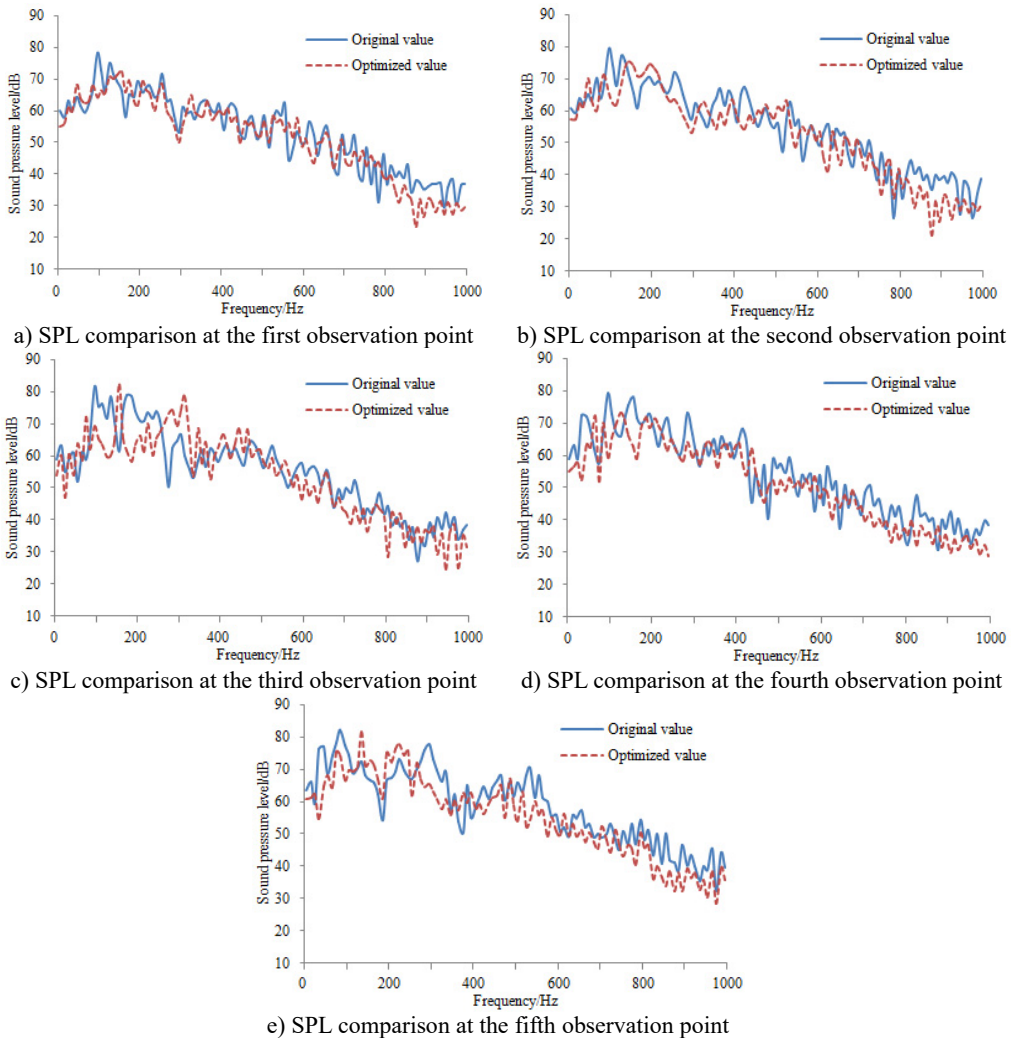 90
80
70
60
50
40
30
20
10
Sound pressure level/dB
Original value
Optimized value
0 200 400 600 800 1000
Frequency/Hz
a) SPL comparison at the first observation point
90
80
70
60
50
40
30
20
10
Sound pressure level/dB
Original value
Optimized value
0 200 400 600 800 1000
Frequency/Hz
b) SPL comparison at the second observation point
90
80
70
60
50
40
30
20
10
Sound pressure level/dB
Original value
Optimized value
0 200 400 600 800 1000
Frequency/Hz
c) SPL comparison at the third observation point
90
80
70
60
50
40
30
20
10
Sound pressure level/dB
Original value
Optimized value
0 200 400 600 800 1000
Frequency/Hz
d) SPL comparison at the fourth observation point
90
80
70
60
50
40
30
20
10
Sound pressure level/dB
Original value
Optimized value
0 200 400 600 800 1000
Frequency/Hz
e) SPL comparison at the fifth observation point